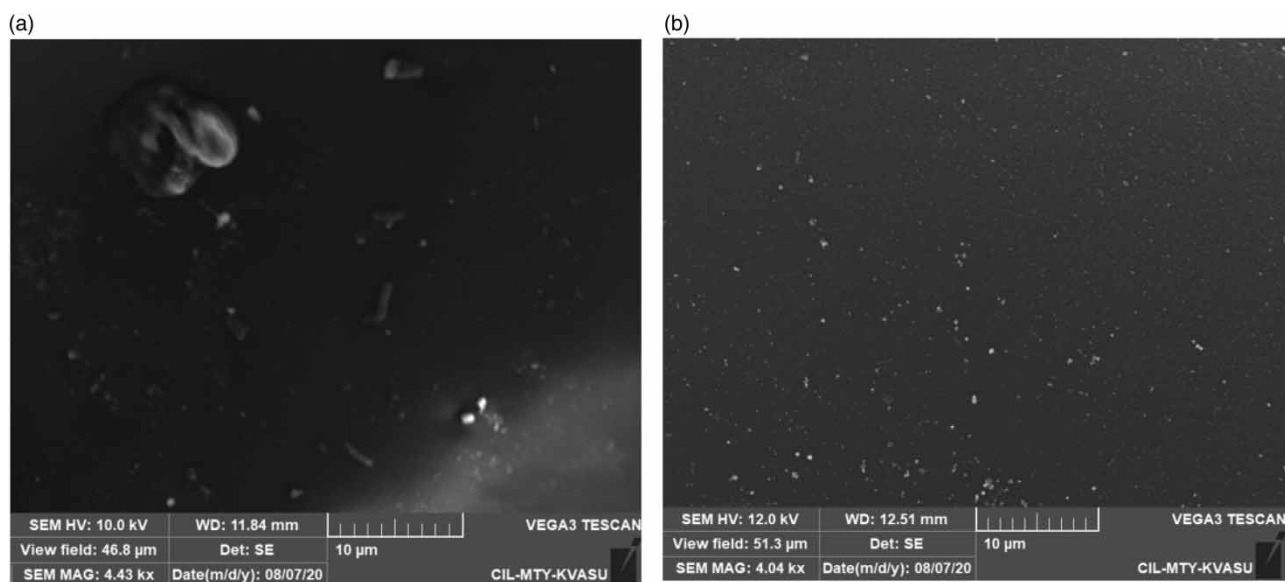 (a)
(b)
SEM HV: 10.0 kV WD: 11.84 mm VEGA3 TESCAN
View field: 46.8 µm Det: SE 10 µm
SEM MAG: 4.43 kx Date(m/d/y): 08/07/20 CIL-MTY-KVASU
SEM HV: 12.0 kV WD: 12.51 mm VEGA3 TESCAN
View field: 51.3 µm Det: SE 10 µm
SEM MAG: 4.04 kx Date(m/d/y): 08/07/20 CIL-MTY-KVASU